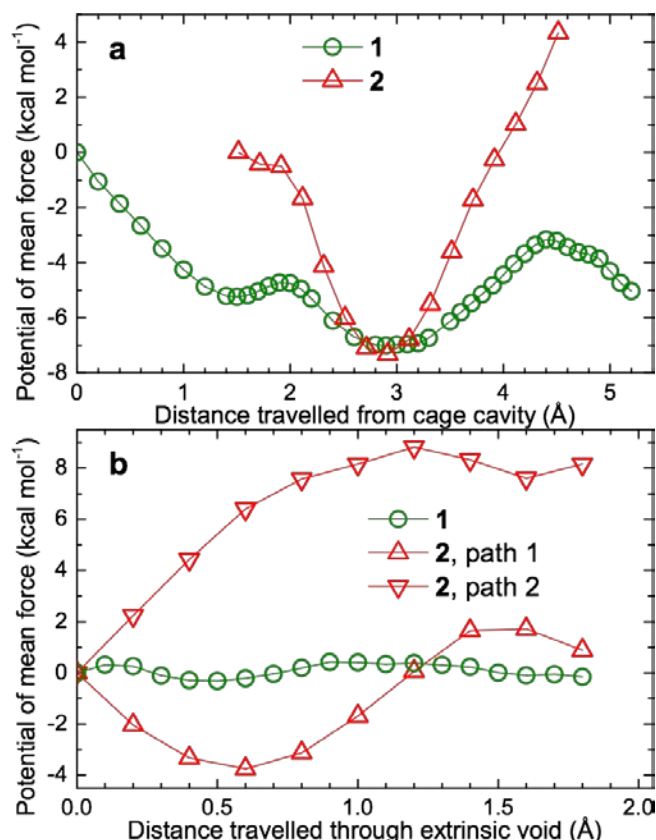 a
1
2
Potential of mean force (kcal mol⁻¹)
4
2
0
-2
-4
-6
-8
0 1 2 3 4 5
Distance travelled from cage cavity (Å)
b
1
2, path 1
2, path 2
Potential of mean force (kcal mol⁻¹)
8
6
4
2
0
-2
-4
0.0 0.5 1.0 1.5 2.0
Distance travelled through extrinsic void (Å)